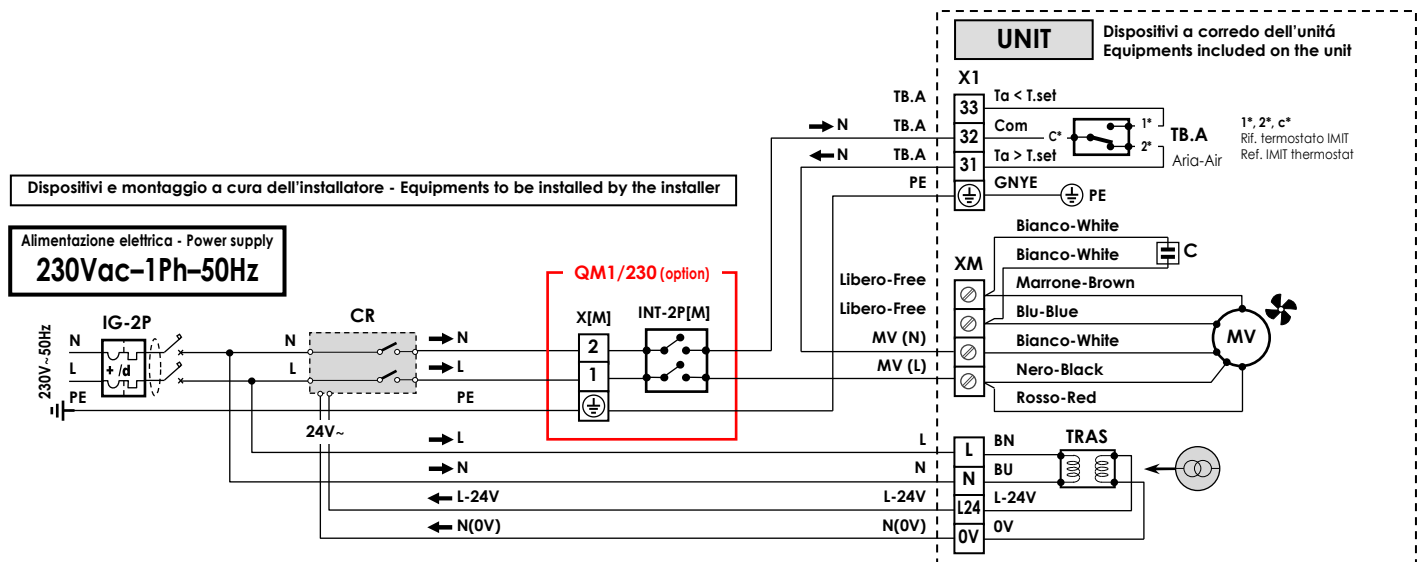 UNIT
Dispositivi a corredo dell'unitá
Equipments included on the unit
X1
TB.A
33
Ta < T.set
N
TB.A
32
Com
C*
1*
2*
TB.A
Aria-Air
1*, 2*, c*
Rif. termostato IMIT
Ref. IMIT thermostat
N
TB.A
31
Ta > T.set
PE
GNYE
PE
Dispositivi e montaggio a cura dell'installatore - Equipments to be installed by the installer
Alimentazione elettrica - Power supply
230Vac–1Ph–50Hz
QM1/230 (option)
X[M]
INT-2P[M]
2
1
XM
Bianco-White
Bianco-White
C
Libero-Free
Marrone-Brown
Libero-Free
Blu-Blue
MV (N)
Bianco-White
MV (L)
Nero-Black
Rosso-Red
MV
230V~50Hz
IG-2P
N
L
PE
+ /d
CR
N
L
N
L
PE
24V~
L
L
L
BN
TRAS
N
N
N
BU
L-24V
L-24V
L24
L-24V
N(0V)
N(0V)
0V
0V